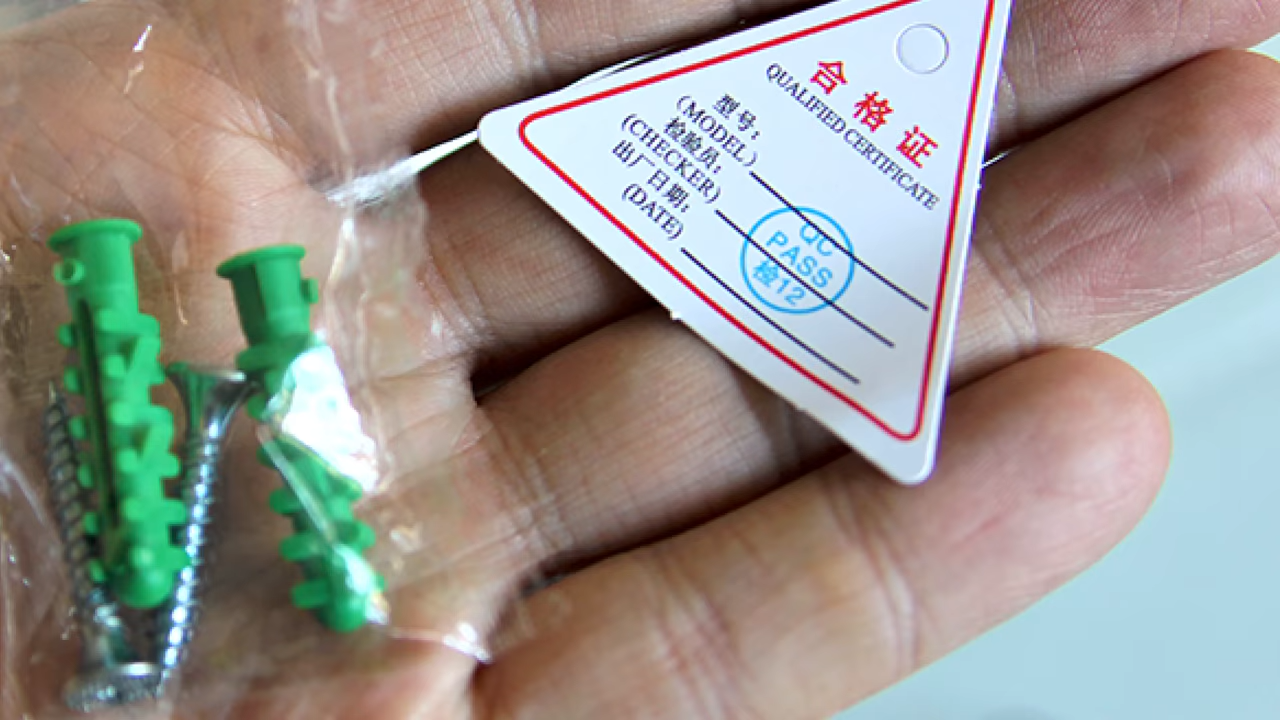 合格证
QUALIFIED CERTIFICATE
型号:
(MODEL)
检验员:
(CHECKER)
出厂日期:
(DATE)
QC
PASS
检12